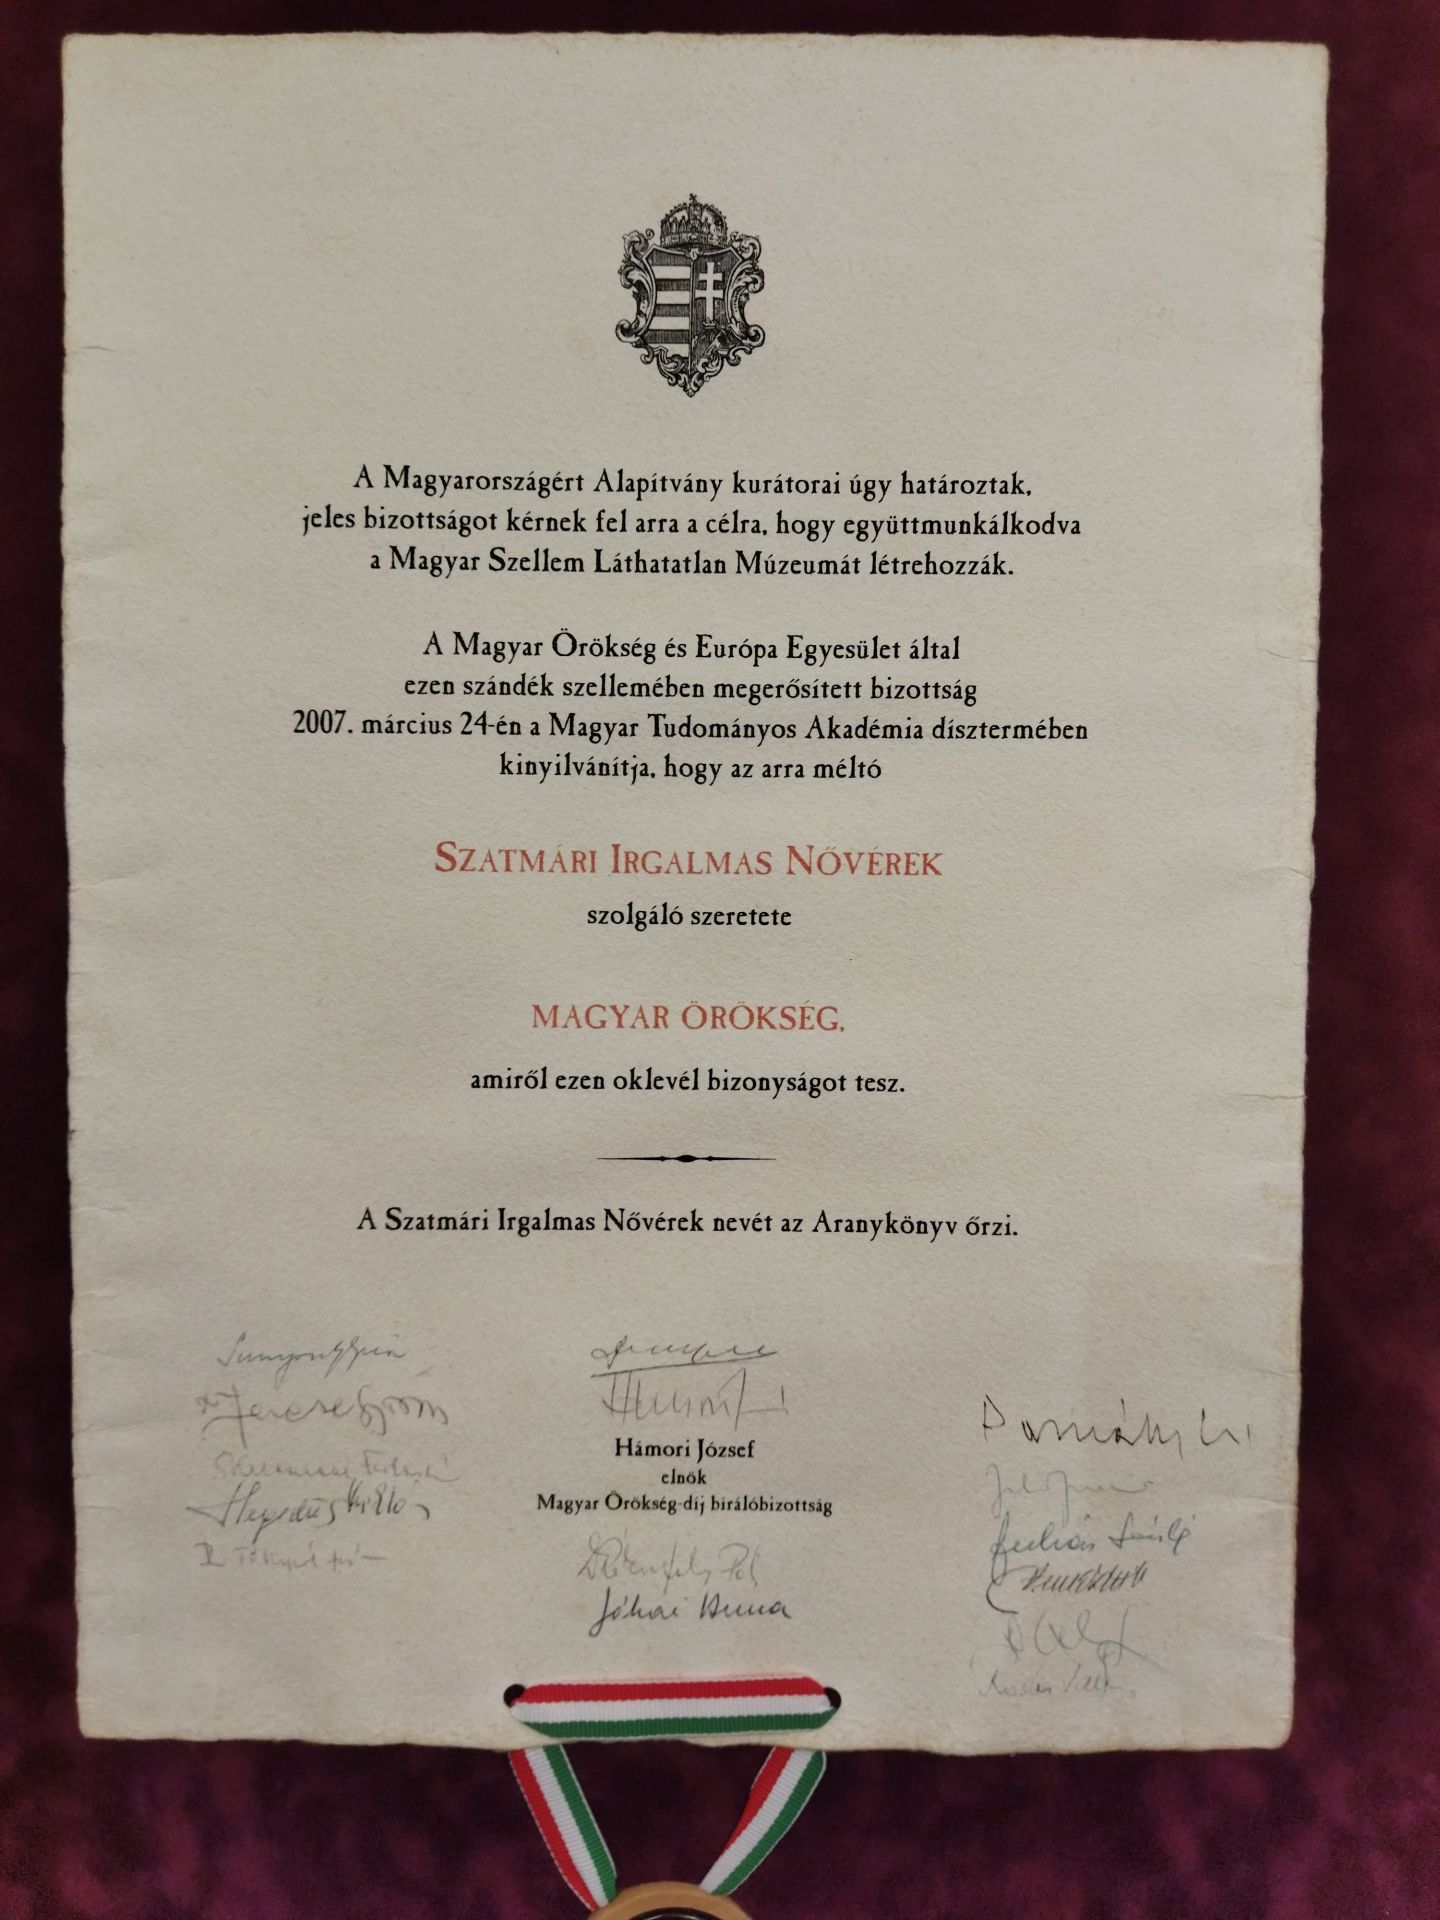 A Magyarországért Alapítvány kurátorai úgy határoztak,
jeles bizottságot kérnek fel arra a célra, hogy együttmunkálkodva
a Magyar Szellem Láthatatlan Múzeumát létrehozzák.
A Magyar Örökség és Európa Egyesület által
ezen szándék szellemében megerősített bizottság
2007. március 24-én a Magyar Tudományos Akadémia dísztermében
kinyilvánítja, hogy az arra méltó
SZATMÁRI IRGALMAS NŐVÉREK
szolgáló szeretete
MAGYAR ÖRÖKSÉG,
amiről ezen oklevél bizonyságot tesz.
A Szatmári Irgalmas Nővérek nevét az Aranykönyv őrzi.
Hámori József
elnök
Magyar Örökség-díj bírálóbizottság
Jókai Anna